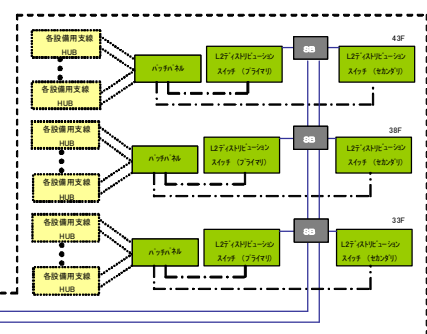 43F
各設備用支線
HUB
各設備用支線
HUB
パッチパネル
L2ディストリビューション
スイッチ (プライマリ)
SB
L2ディストリビューション
スイッチ (セカンダリ)
38F
各設備用支線
HUB
各設備用支線
HUB
パッチパネル
L2ディストリビューション
スイッチ (プライマリ)
SB
L2ディストリビューション
スイッチ (セカンダリ)
33F
各設備用支線
HUB
各設備用支線
HUB
パッチパネル
L2ディストリビューション
スイッチ (プライマリ)
SB
L2ディストリビューション
スイッチ (セカンダリ)